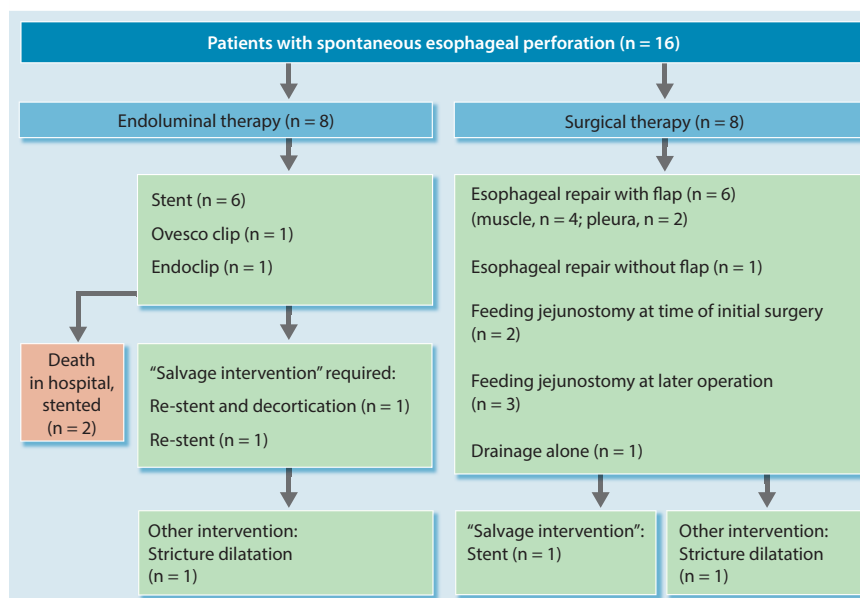 Patients with spontaneous esophageal perforation (n = 16)
Endoluminal therapy (n = 8)
Surgical therapy (n = 8)
Stent (n = 6)
Ovesco clip (n = 1)
Endoclip (n = 1)
Esophageal repair with flap (n = 6)
(muscle, n = 4; pleura, n = 2)
Esophageal repair without flap (n = 1)
Feeding jejunostomy at time of initial surgery
(n = 2)
Feeding jejunostomy at later operation
(n = 3)
Drainage alone (n = 1)
Death
in hospital,
stented
(n = 2)
“Salvage intervention” required:
Re-stent and decortication (n = 1)
Re-stent (n = 1)
Other intervention:
Stricture dilatation
(n = 1)
“Salvage intervention”:
Stent (n = 1)
Other intervention:
Stricture dilatation
(n = 1)